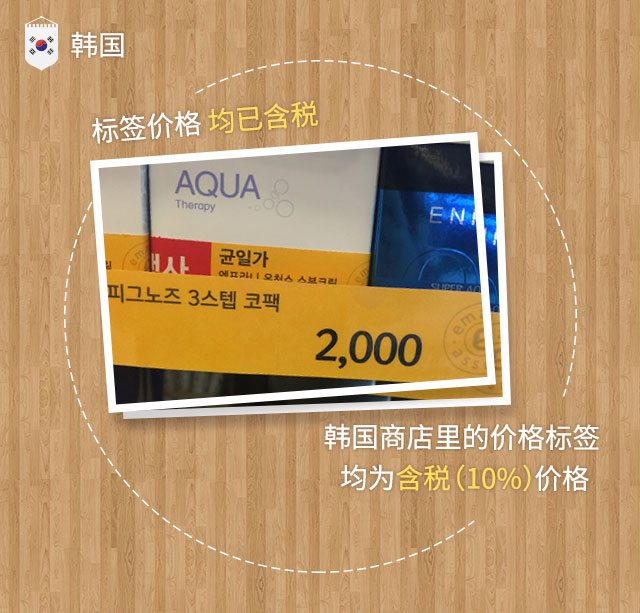 韩国
标签价格 均已含税
AQUA
Therapy
EN
균일가
SUPER
피그노즈 3스텝 코팩
2,000
韩国商店里的价格标签
均为含税(10%)价格